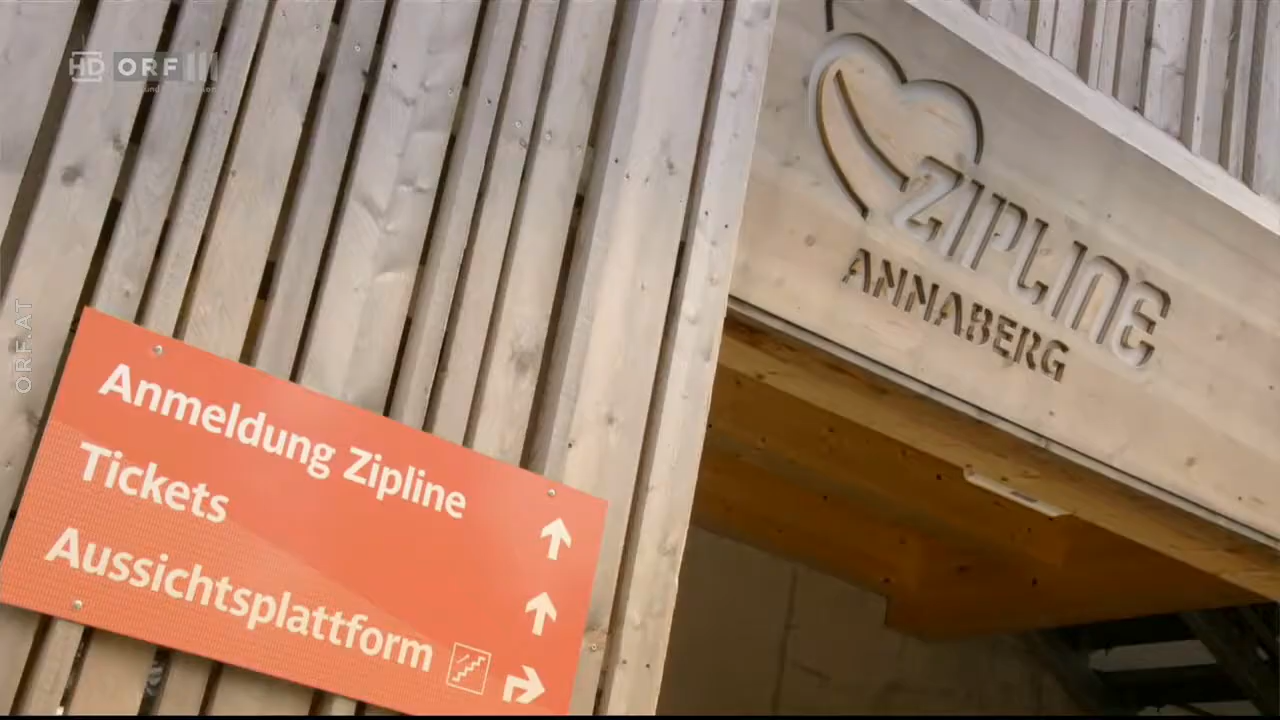 HD ORF III
ORF.AT
ZIPLINE
ANNABERG
Anmeldung Zipline
Tickets
Aussichtsplattform